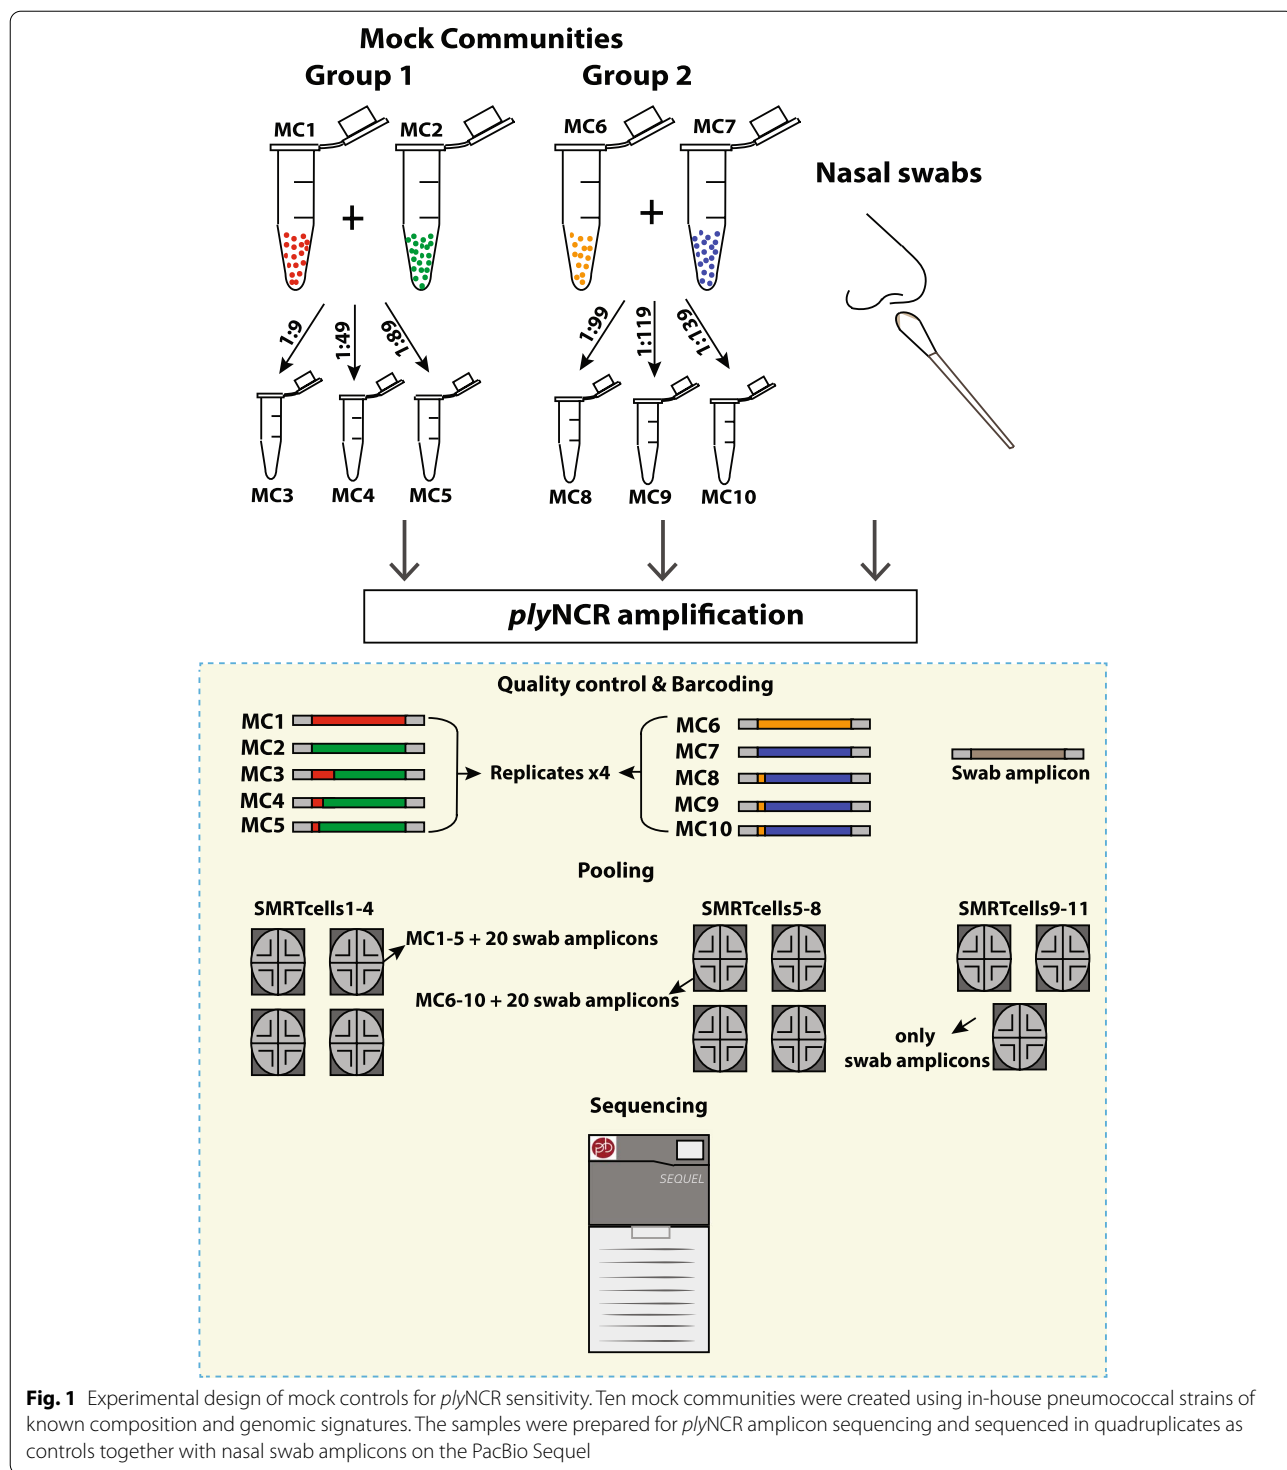 Mock Communities
Group 1
Group 2
MC1
MC2
MC6
MC7
Nasal swabs
+
+
1:9
1:49
1:89
1:99
1:119
1:139
MC3
MC4
MC5
MC8
MC9
MC10
plyNCR amplification
Quality control & Barcoding
MC1
MC2
MC3
MC4
MC5
Replicates x4
MC6
MC7
MC8
MC9
MC10
Swab amplicon
Pooling
SMRTcells1-4
SMRTcells5-8
SMRTcells9-11
MC1-5 + 20 swab amplicons
MC6-10 + 20 swab amplicons
only
swab amplicons
Sequencing
SEQUEL
Fig. 1 Experimental design of mock controls for plyNCR sensitivity. Ten mock communities were created using in-house pneumococcal strains of
known composition and genomic signatures. The samples were prepared for plyNCR amplicon sequencing and sequenced in quadruplicates as
controls together with nasal swab amplicons on the PacBio Sequel